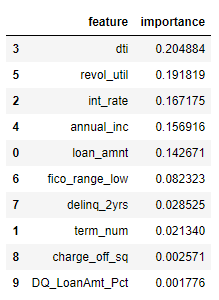 feature importance
3 dti 0.204884
5 revol_util 0.191819
2 int_rate 0.167175
4 annual_inc 0.156916
0 loan_amnt 0.142671
6 fico_range_low 0.082323
7 delinq_2yrs 0.028525
1 term_num 0.021340
8 charge_off_sq 0.002571
9 DQ_LoanAmt_Pct 0.001776